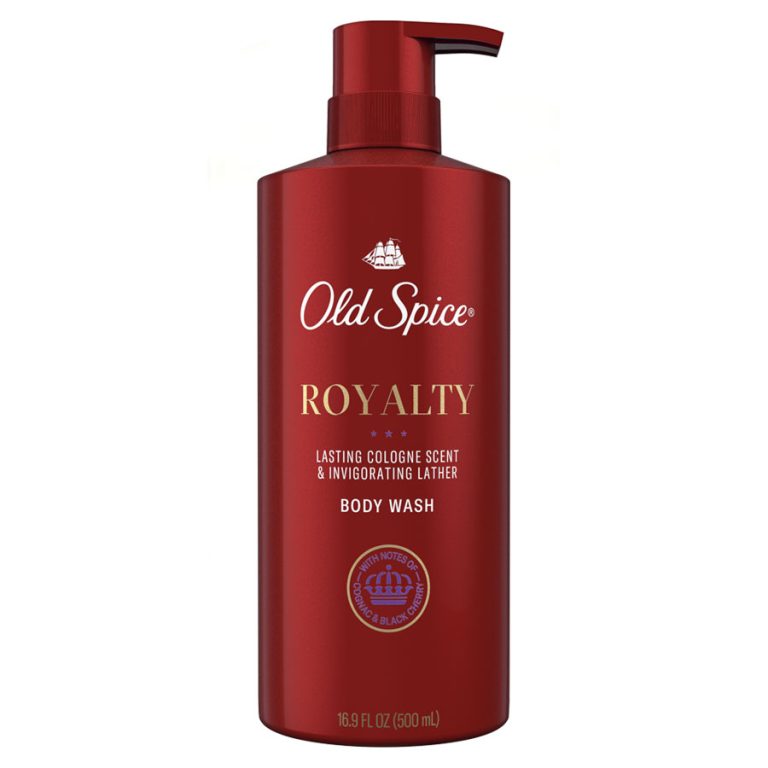 Old Spice®
ROYALTY
LASTING COLOGNE SCENT
& INVIGORATING LATHER
BODY WASH
WITH NOTES OF
COGNAC & BLACK CHERRY
16.9 FL OZ (500 mL)